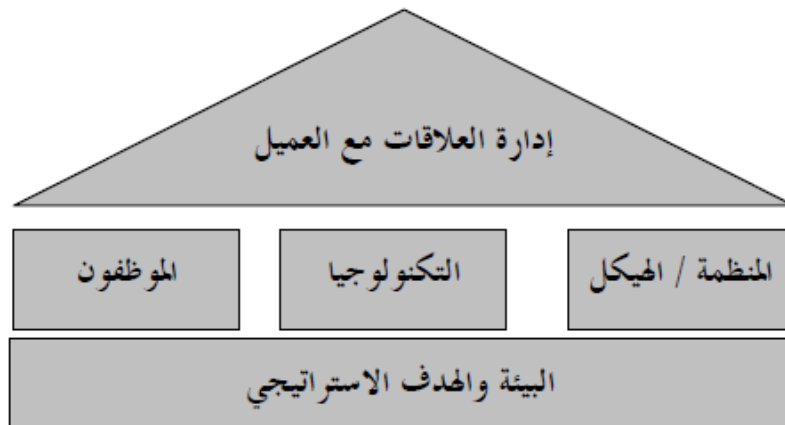 إدارة العلاقات مع العميل
المنظمة / الهيكل
التكنولوجيا
الموظفون
البيئة والهدف الاستراتيجي